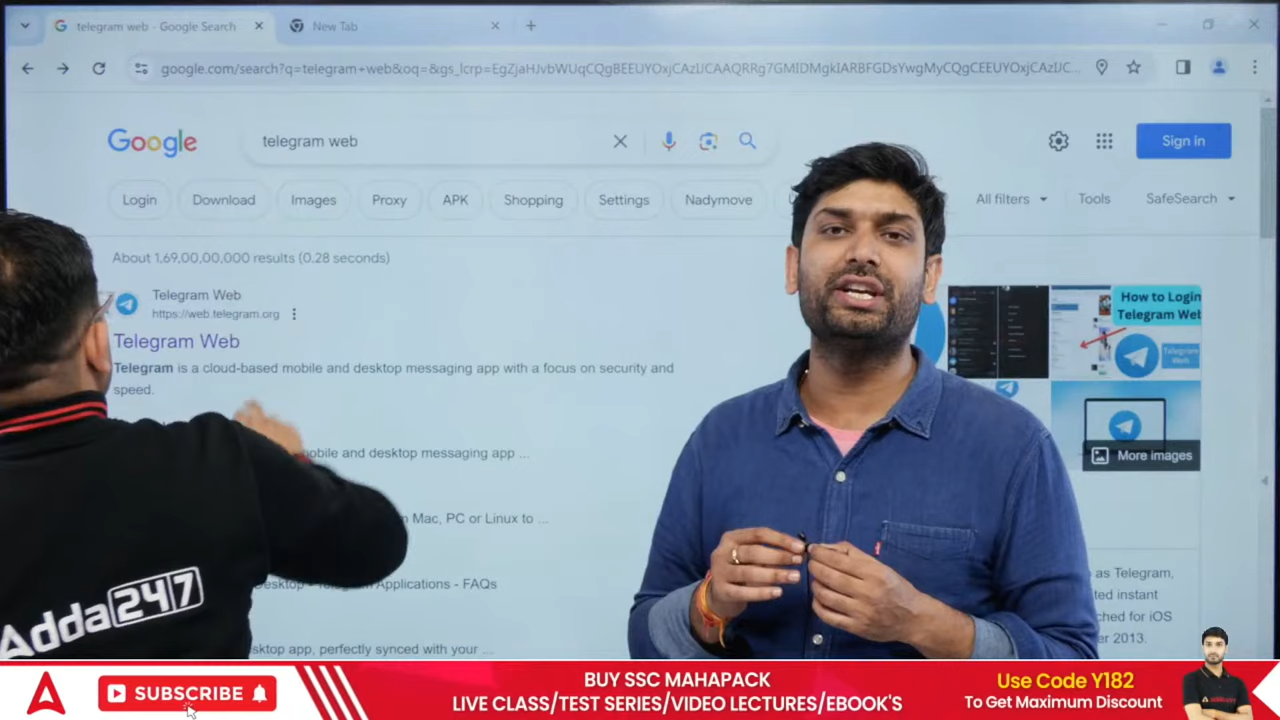 telegram web - Google Search
New Tab
google.com/search?q=telegram+web&oq=&gs_lcrp=EgZjaHJvbWUqCQgBEEUYOxjCAzIJCAAQRRg7GMIDMgkIARBFGDsYwgMyCQgCEEUYOxjCAzIJC...
Google
telegram web
Sign in
Login
Download
Images
Proxy
APK
Shopping
Settings
Nadymove
All filters
Tools
SafeSearch
About 1,69,00,00,000 results (0.28 seconds)
Telegram Web
https://web.telegram.org
Telegram Web
Telegram is a cloud-based mobile and desktop messaging app with a focus on security and
speed.
How to Login
Telegram Web
Telegram
Web
More images
mobile and desktop messaging app ...
Mac, PC or Linux to ...
Applications - FAQs
app, perfectly synced with your ...
as Telegram,
instant
for iOS
2013.
Adda247
SUBSCRIBE
BUY SSC MAHAPACK
LIVE CLASS/TEST SERIES/VIDEO LECTURES/EBOOK'S
Use Code Y182
To Get Maximum Discount